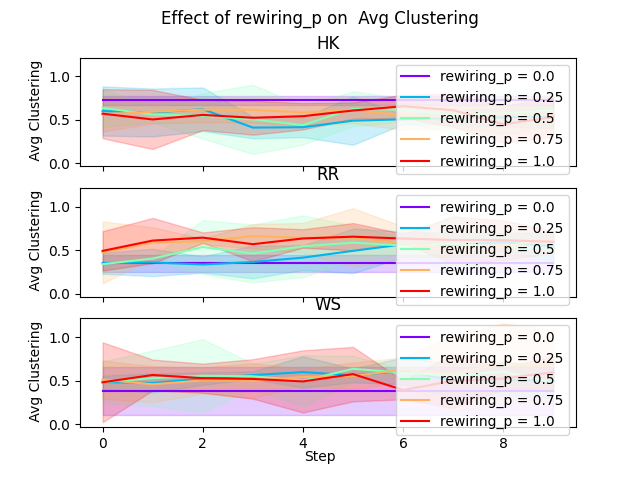 Effect of rewiring_p on  Avg Clustering
HK
Avg Clustering
1.0
0.5
0.0
rewiring_p = 0.0
rewiring_p = 0.25
rewiring_p = 0.5
rewiring_p = 0.75
rewiring_p = 1.0
RR
Avg Clustering
1.0
0.5
0.0
rewiring_p = 0.0
rewiring_p = 0.25
rewiring_p = 0.5
rewiring_p = 0.75
rewiring_p = 1.0
WS
Avg Clustering
1.0
0.5
0.0
rewiring_p = 0.0
rewiring_p = 0.25
rewiring_p = 0.5
rewiring_p = 0.75
rewiring_p = 1.0
0 2 4 6 8
Step